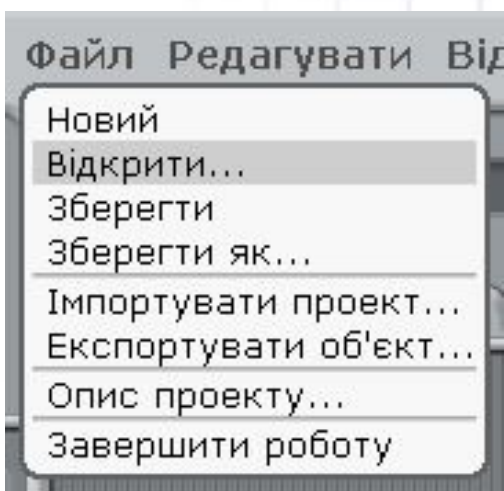 Файл Редагувати
Новий
Відкрити...
Зберегти
Зберегти як...
Імпортувати проект...
Експортувати об'єкт...
Опис проекту...
Завершити роботу